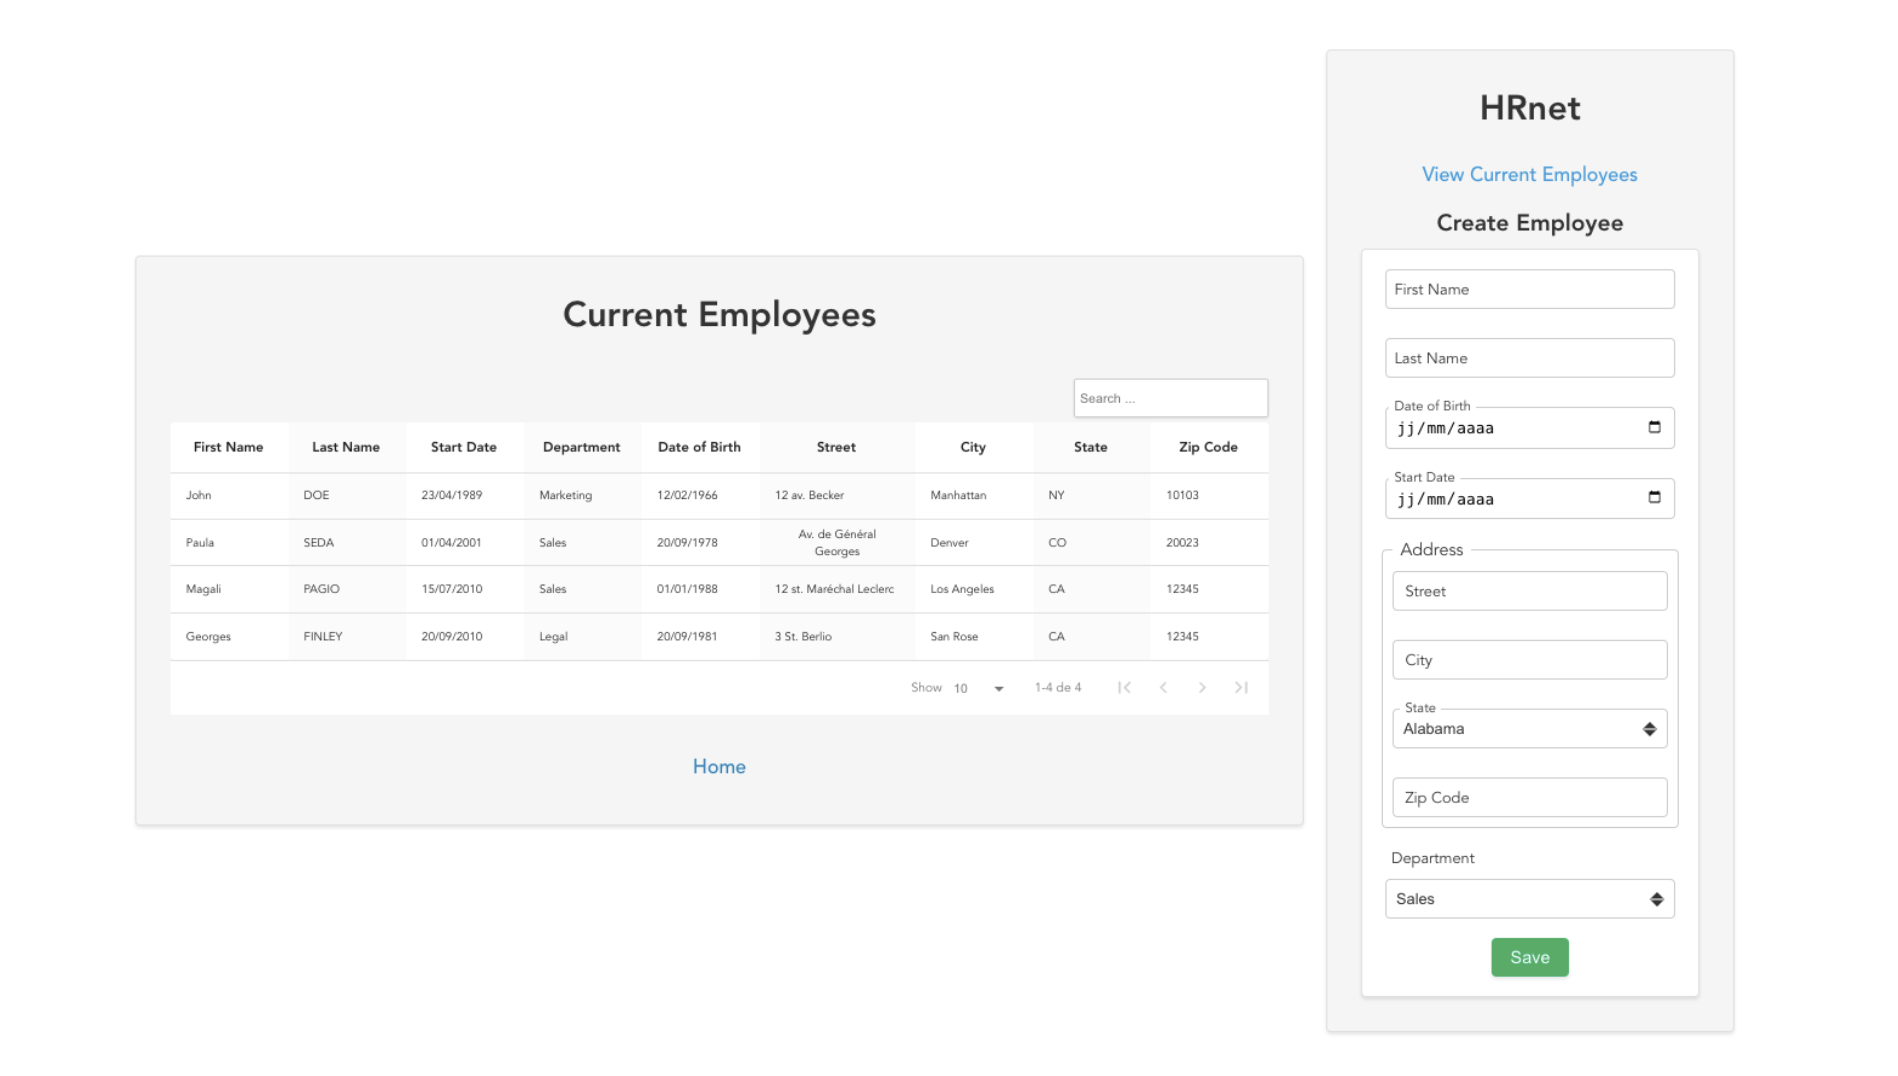 Current Employees
Search ...
First Name Last Name Start Date Department Date of Birth Street City State Zip Code
John DOE 23/04/1989 Marketing 12/02/1966 12 av. Becker Manhattan NY 10103
Paula SEDA 01/04/2001 Sales 20/09/1978 Av. de Général Georges Denver CO 20023
Magali PAGIO 15/07/2010 Sales 01/01/1988 12 st. Maréchal Leclerc Los Angeles CA 12345
Georges FINLEY 20/09/2010 Legal 20/09/1981 3 St. Berlio San Rose CA 12345
Show 10 1-4 de 4
Home
HRnet
View Current Employees
Create Employee
First Name
Last Name
Date of Birth
jj/mm/aaaa
Start Date
jj/mm/aaaa
Address
Street
City
State
Alabama
Zip Code
Department
Sales
Save